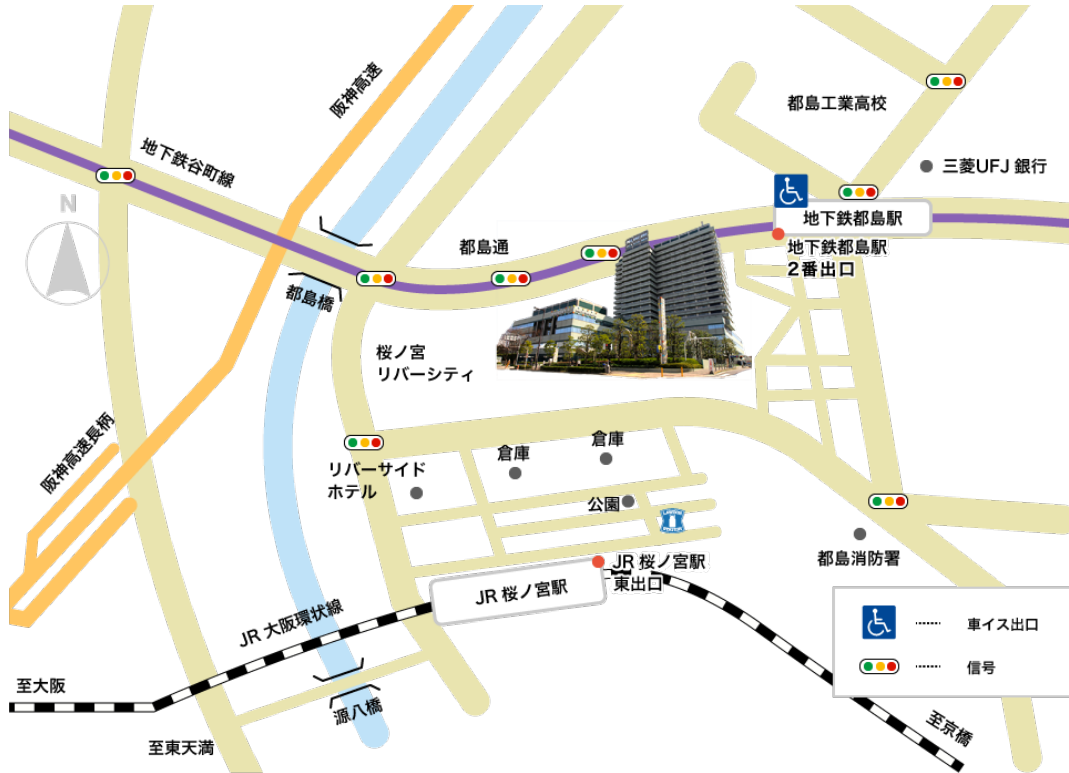 阪神高速
都島工業高校
地下鉄谷町線
三菱UFJ 銀行
N
地下鉄都島駅
都島通
地下鉄都島駅
2番出口
都島橋
桜ノ宮
リバーシティ
阪神高速長柄
倉庫
倉庫
リバーサイド
ホテル
公園
LAWSON
STATION
JR 桜ノ宮駅
東出口
都島消防署
JR 桜ノ宮駅
JR 大阪環状線
車イス出口
信号
至大阪
源八橋
至東天満
至京橋